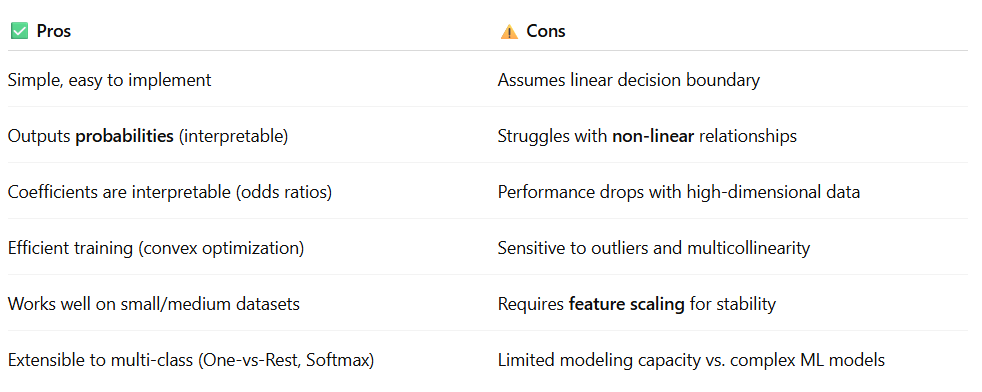 ✅ Pros ⚠️ Cons
Simple, easy to implement Assumes linear decision boundary
Outputs probabilities (interpretable) Struggles with non-linear relationships
Coefficients are interpretable (odds ratios) Performance drops with high-dimensional data
Efficient training (convex optimization) Sensitive to outliers and multicollinearity
Works well on small/medium datasets Requires feature scaling for stability
Extensible to multi-class (One-vs-Rest, Softmax) Limited modeling capacity vs. complex ML models